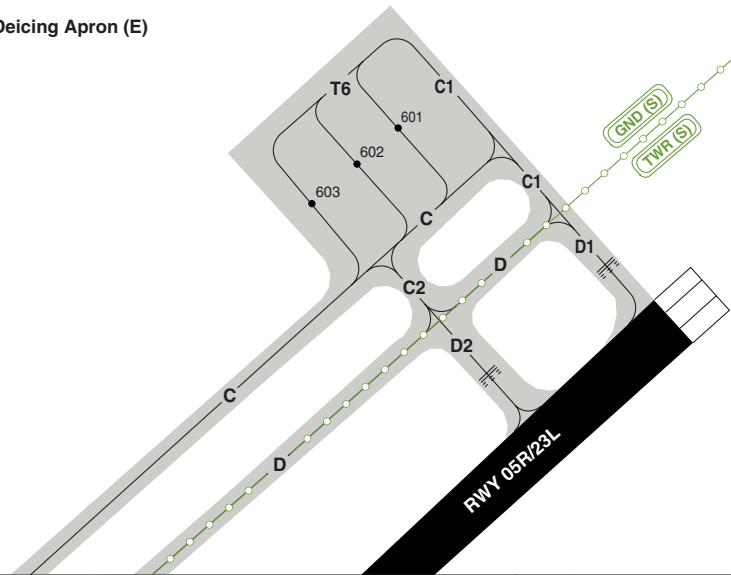 Deicing Apron (E)
T6
C1
601
GND (S)
TWR (S)
602
603
C1
C
D1
D
C2
D2
C
D
RWY 05R/23L